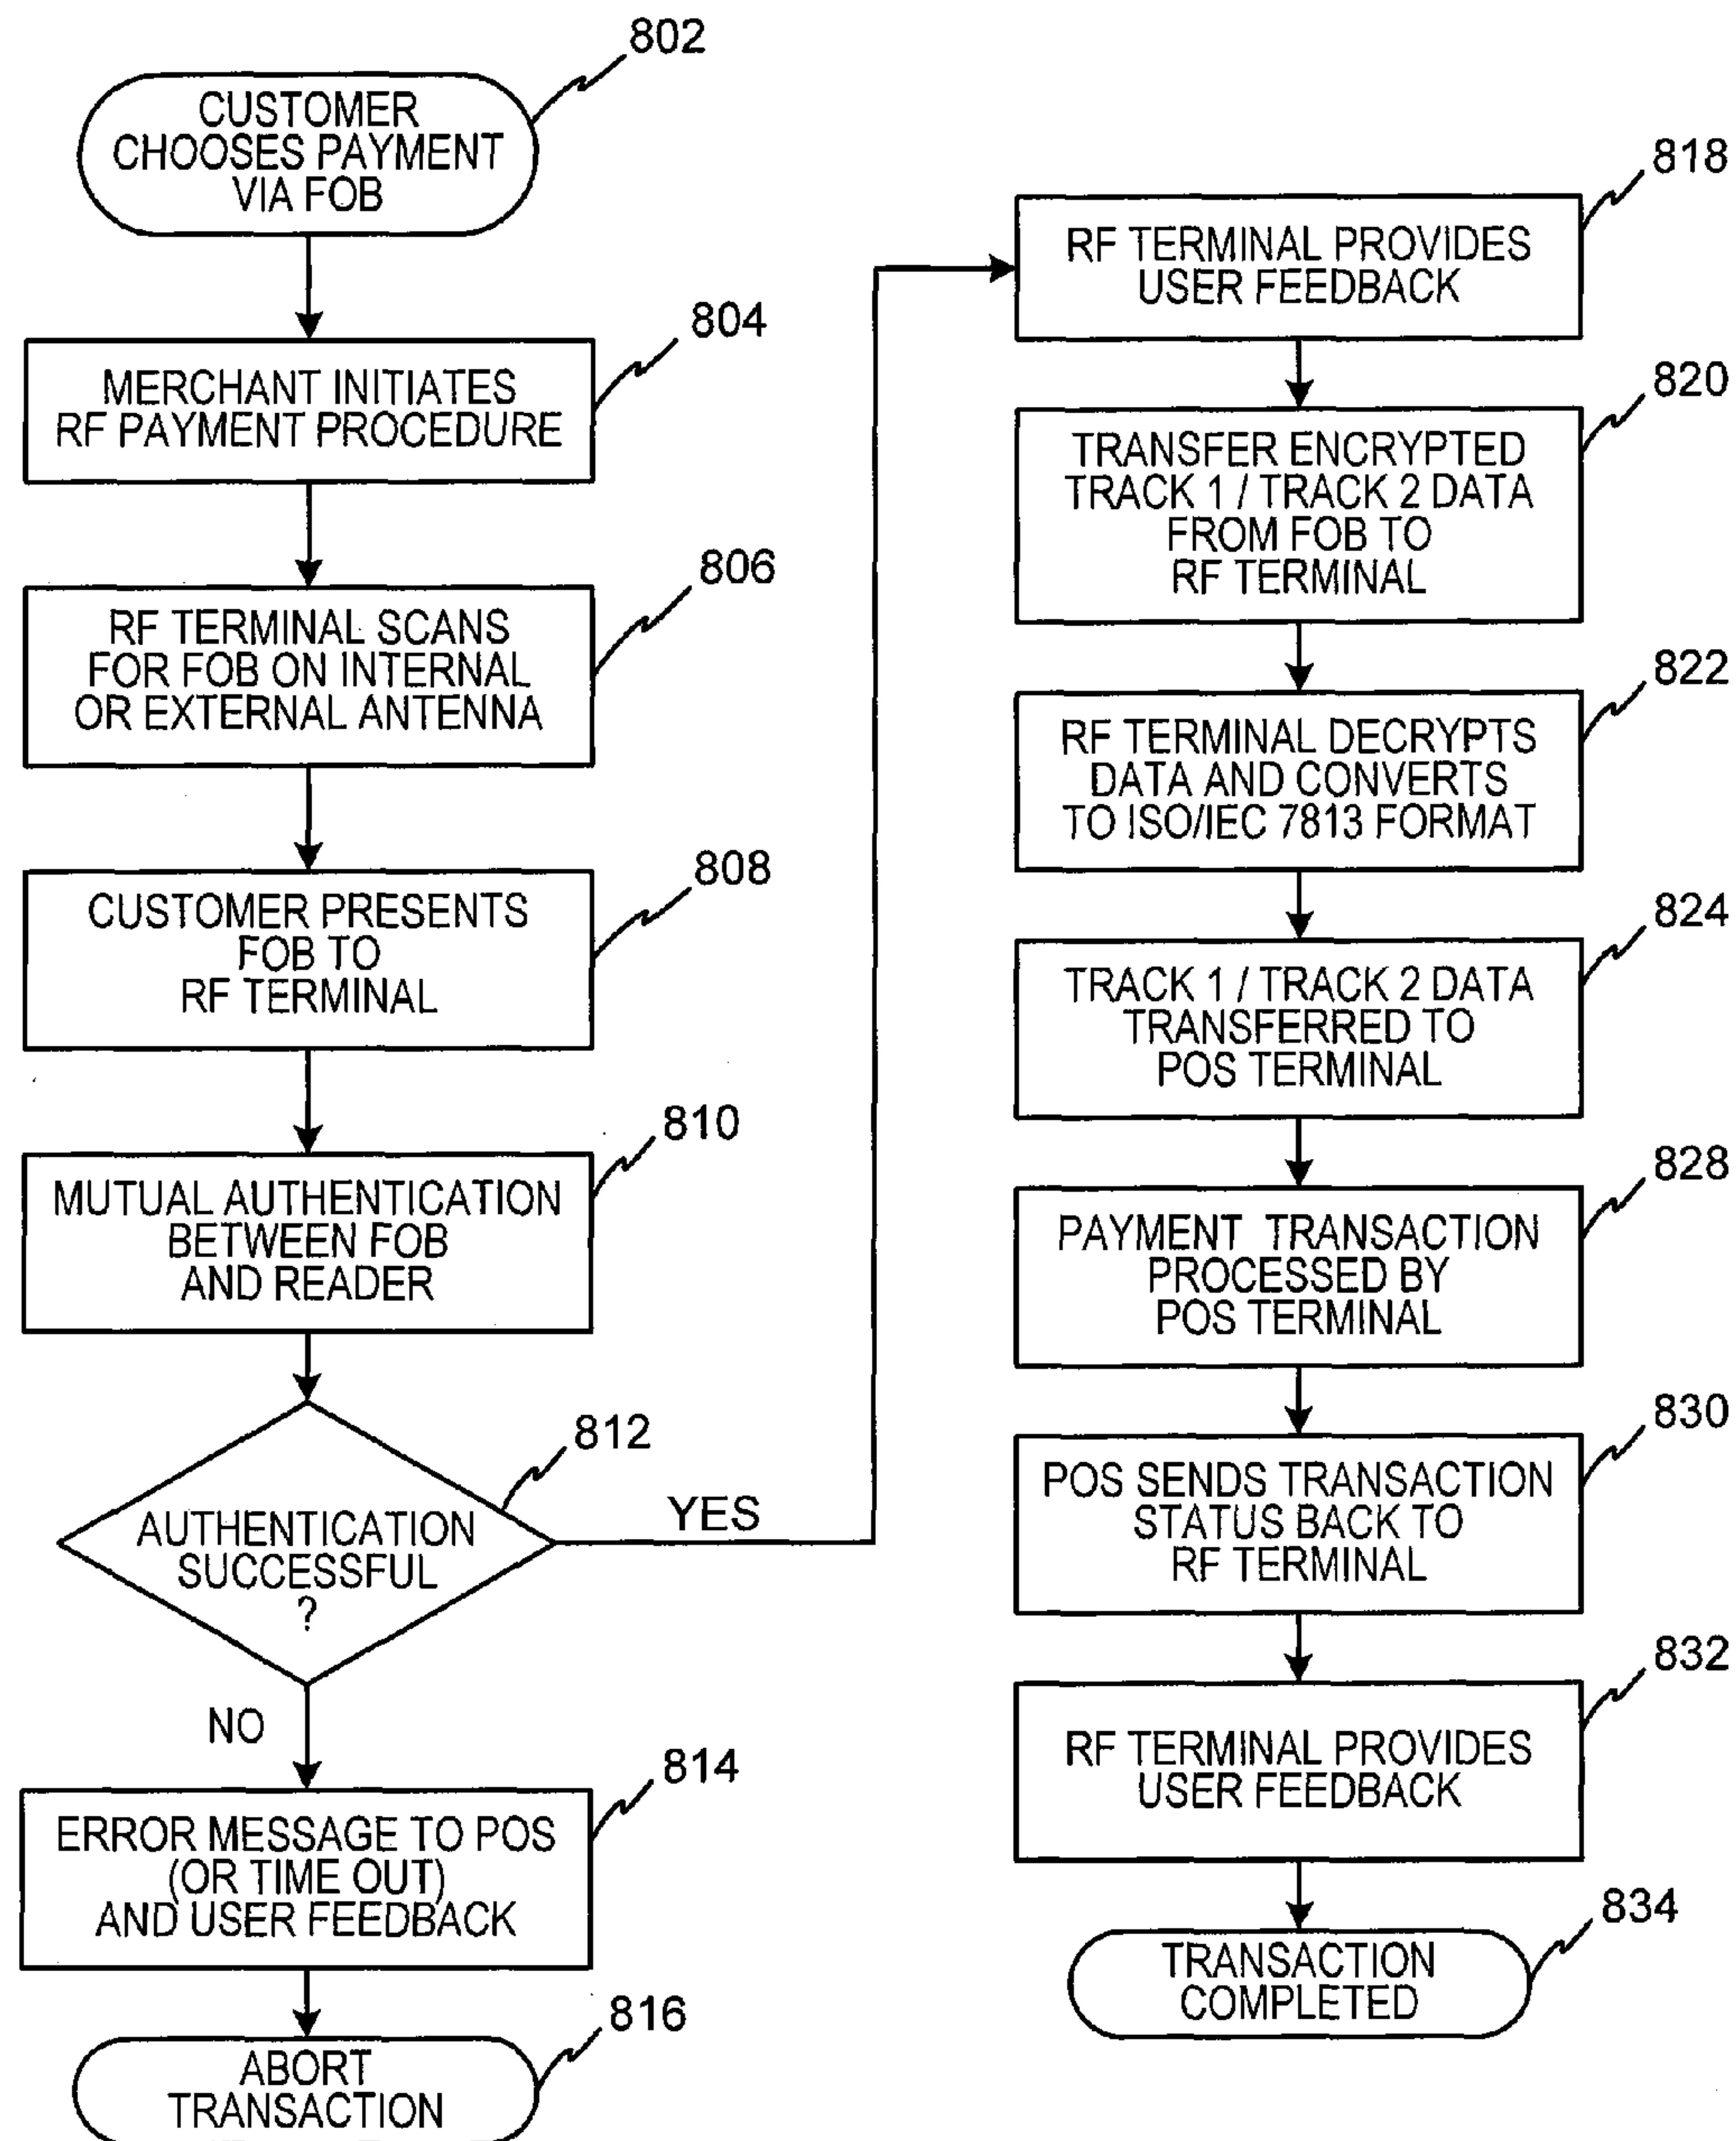 802
CUSTOMER
CHOOSES PAYMENT
VIA FOB
804
MERCHANT INITIATES
RF PAYMENT PROCEDURE
806
RF TERMINAL SCANS
FOR FOB ON INTERNAL
OR EXTERNAL ANTENNA
808
CUSTOMER PRESENTS
FOB TO
RF TERMINAL
810
MUTUAL AUTHENTICATION
BETWEEN FOB
AND READER
812
AUTHENTICATION
SUCCESSFUL
?
YES
NO
814
ERROR MESSAGE TO POS
(OR TIME OUT)
AND USER FEEDBACK
816
ABORT
TRANSACTION
818
RF TERMINAL PROVIDES
USER FEEDBACK
820
TRANSFER ENCRYPTED
TRACK 1 / TRACK 2 DATA
FROM FOB TO
RF TERMINAL
822
RF TERMINAL DECRYPTS
DATA AND CONVERTS
TO ISO/IEC 7813 FORMAT
824
TRACK 1 / TRACK 2 DATA
TRANSFERRED TO
POS TERMINAL
828
PAYMENT TRANSACTION
PROCESSED BY
POS TERMINAL
830
POS SENDS TRANSACTION
STATUS BACK TO
RF TERMINAL
832
RF TERMINAL PROVIDES
USER FEEDBACK
834
TRANSACTION
COMPLETED